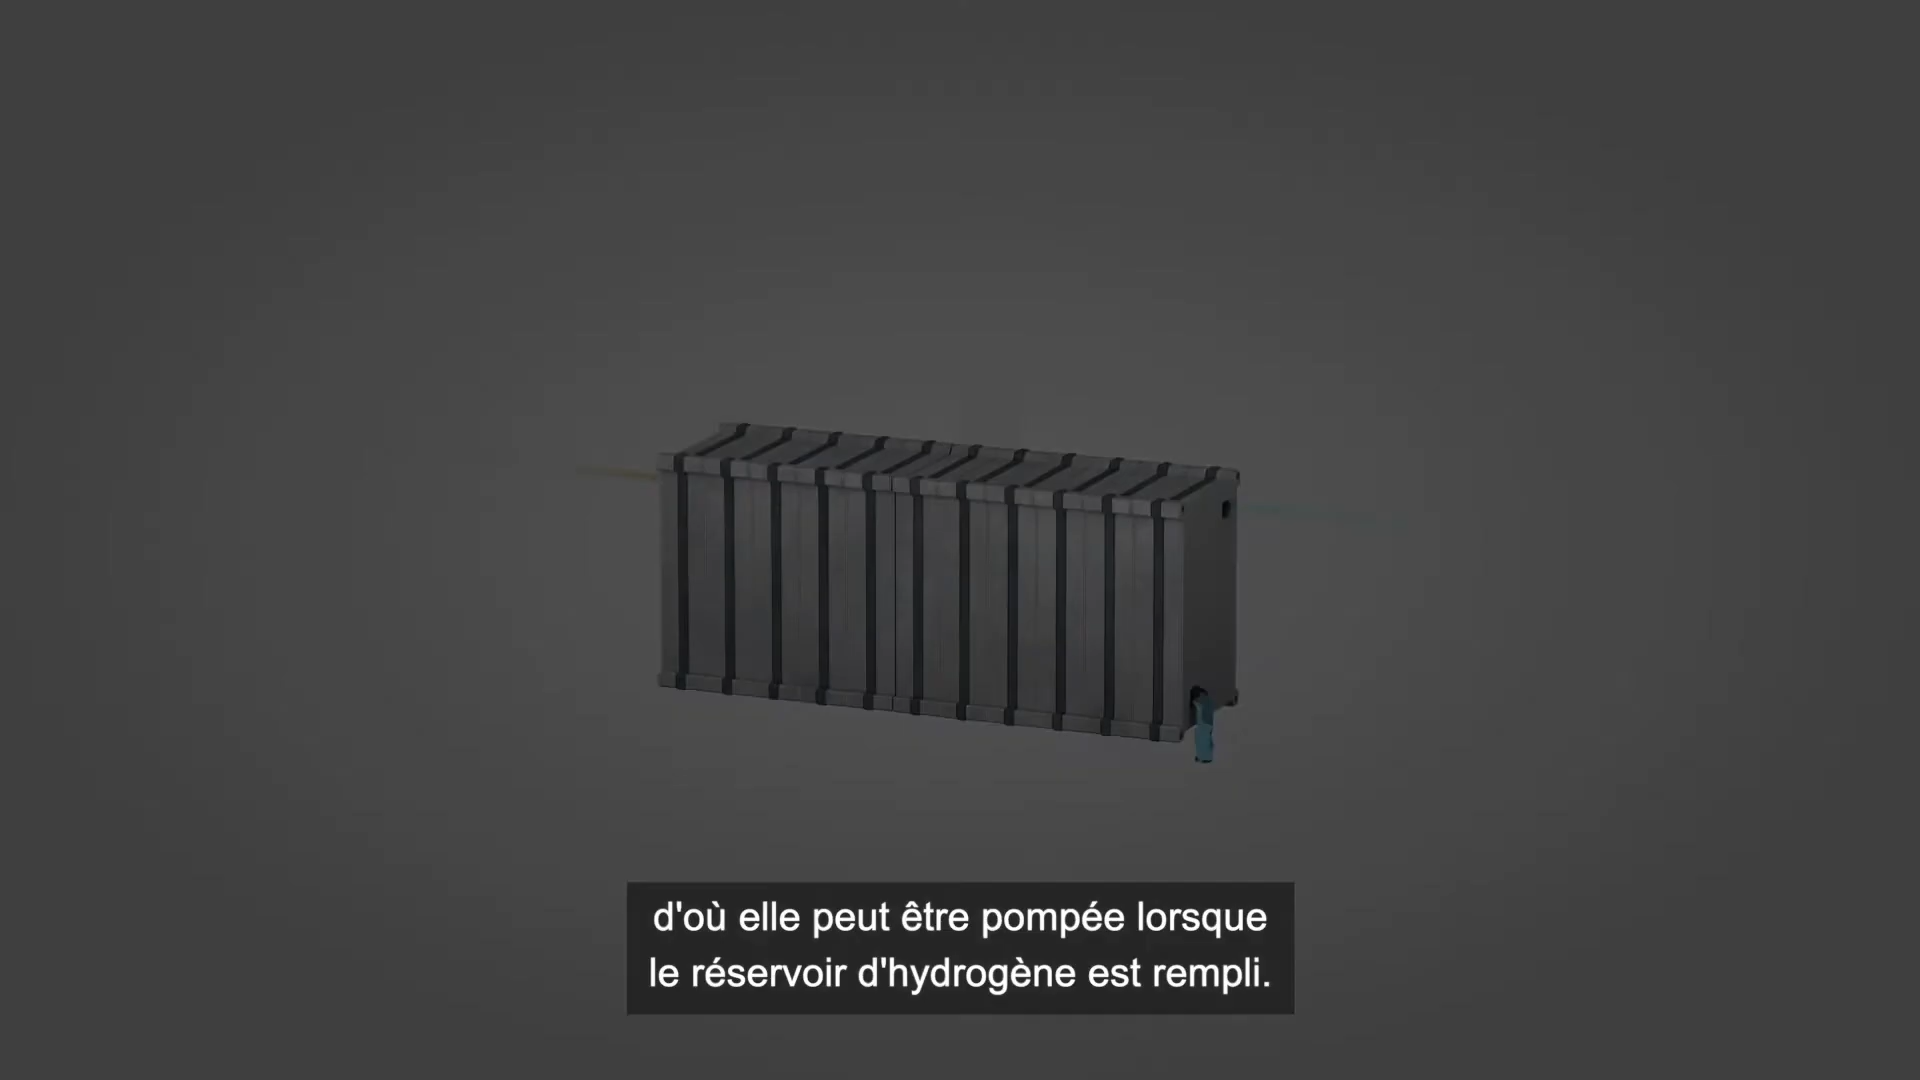 d'où elle peut être pompée lorsque
le réservoir d'hydrogène est rempli.